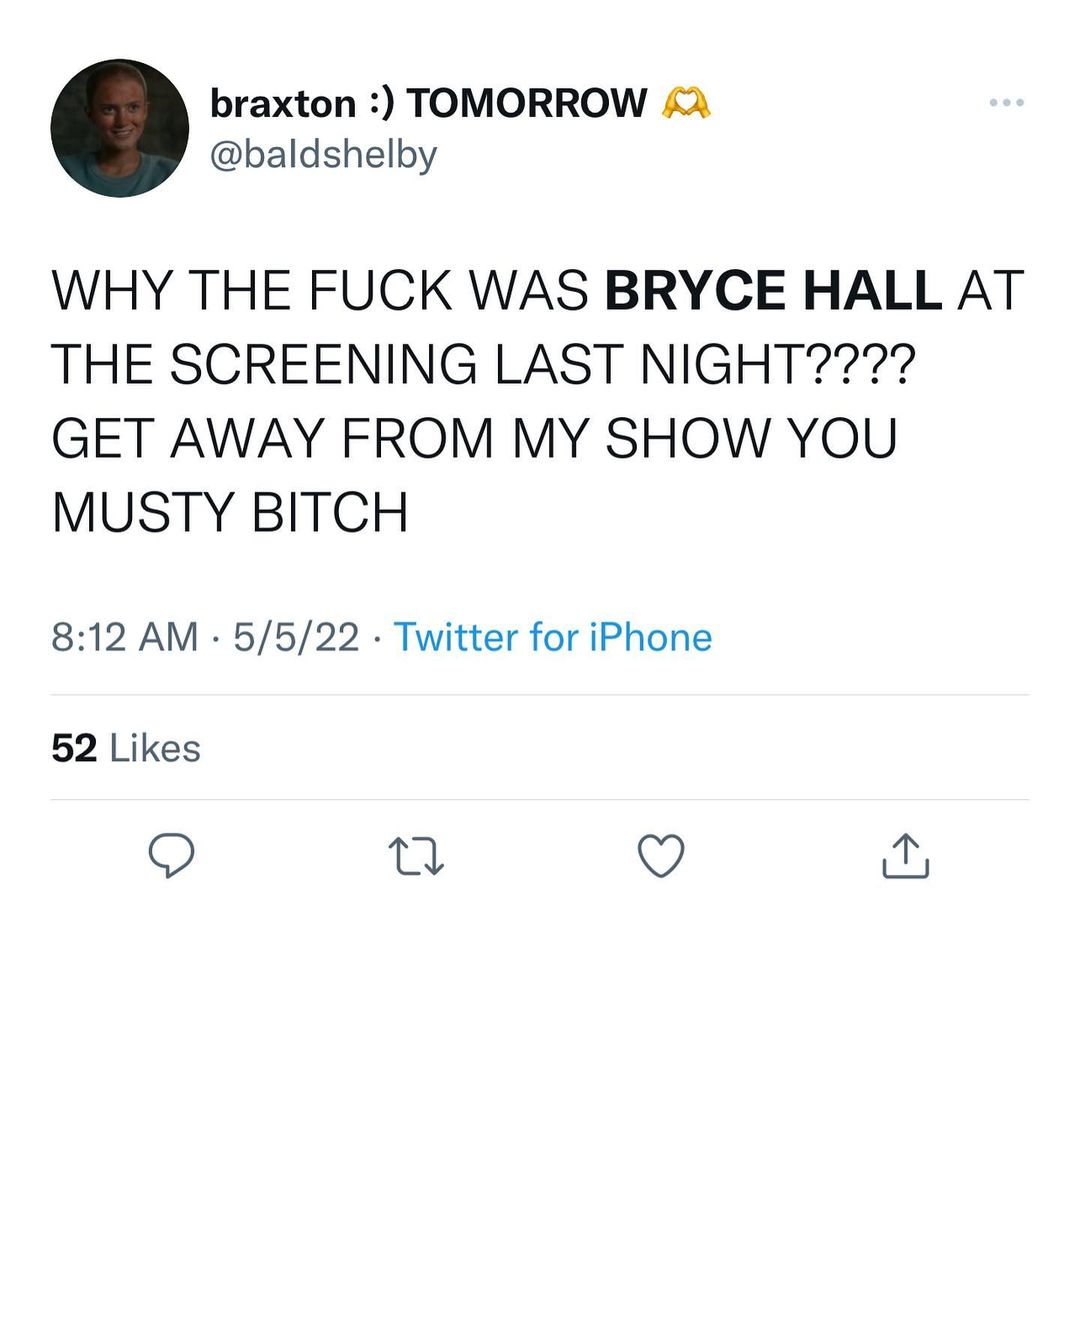 braxton :) TOMORROW 🫶
@baldshelby
WHY THE FUCK WAS BRYCE HALL AT
THE SCREENING LAST NIGHT????
GET AWAY FROM MY SHOW YOU
MUSTY BITCH
8:12 AM · 5/5/22 · Twitter for iPhone
52 Likes